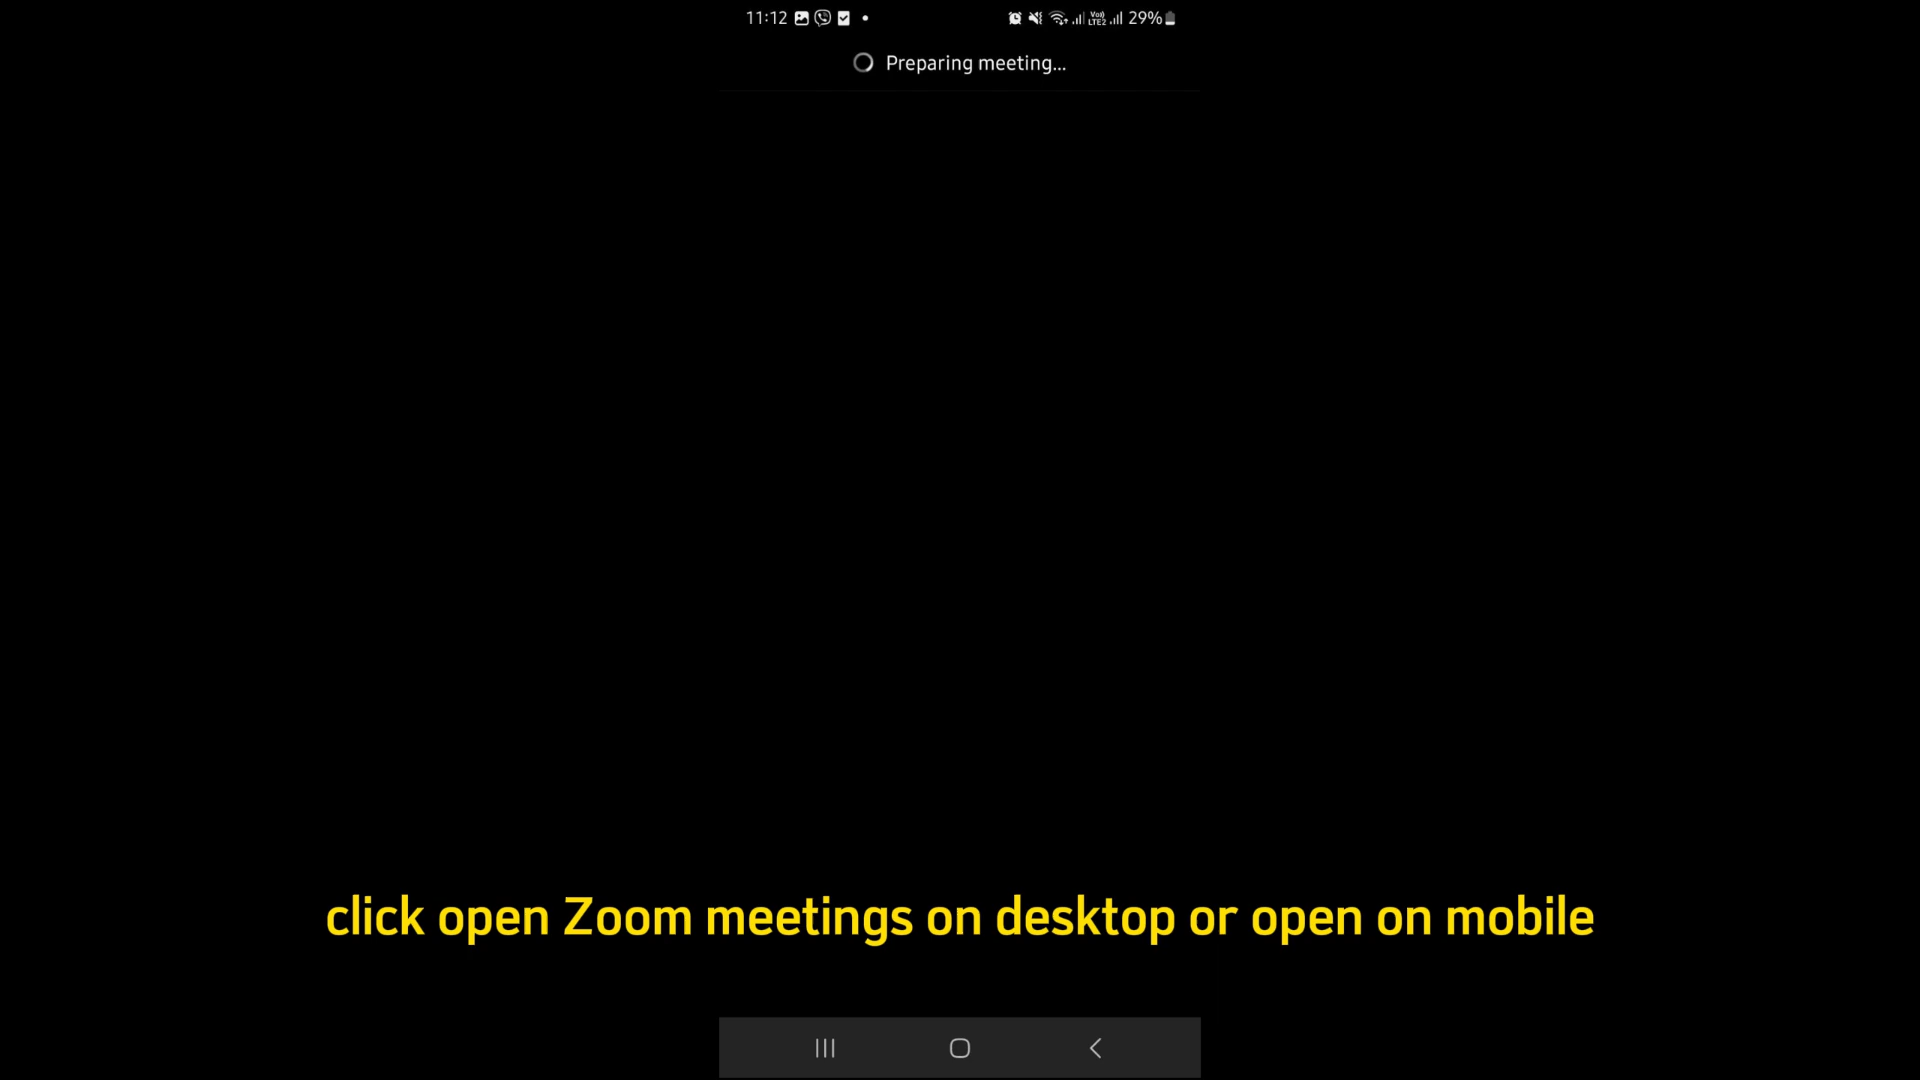 11:12 29%
Preparing meeting...
click open Zoom meetings on desktop or open on mobile